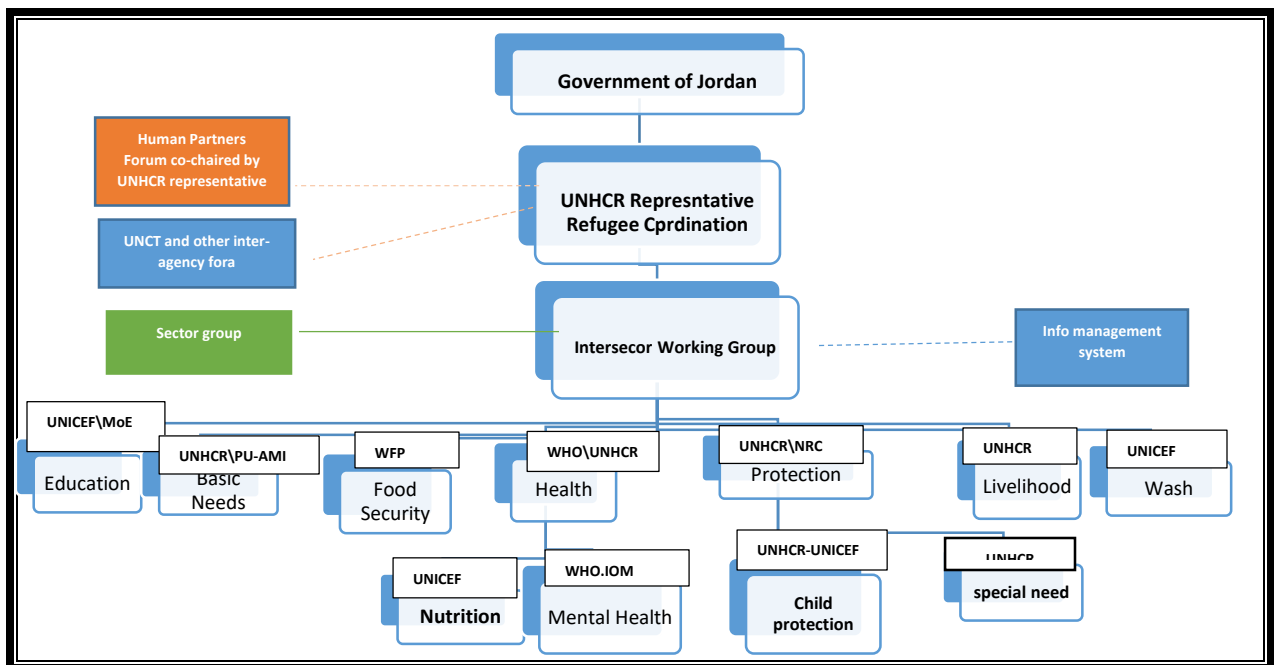 Government of Jordan
Human Partners
Forum co-chaired by
UNHCR representative
UNHCR Represntative
Refugee Cprdination
UNCT and other inter-
agency fora
Sector group
Intersecor Working Group
Info management
system
UNICEF\MoE
Education
UNHCR\PU-AMI
Basic
Needs
WFP
Food
Security
WHO\UNHCR
Health
UNHCR\NRC
Protection
UNHCR
Livelihood
UNICEF
Wash
UNICEF
Nutrition
WHO.IOM
Mental Health
UNHCR-UNICEF
Child
protection
UNHCR
special need